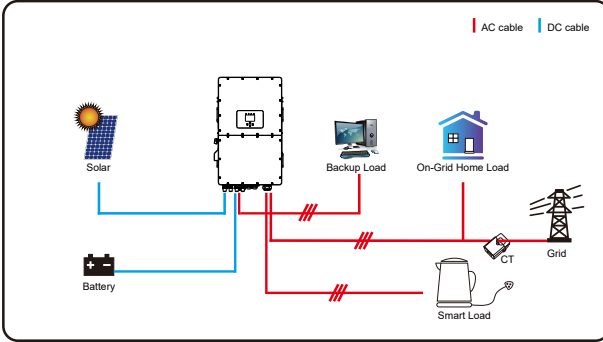 AC cable
DC cable
Solar
Backup Load
On-Grid Home Load
CT
Grid
Battery
Smart Load